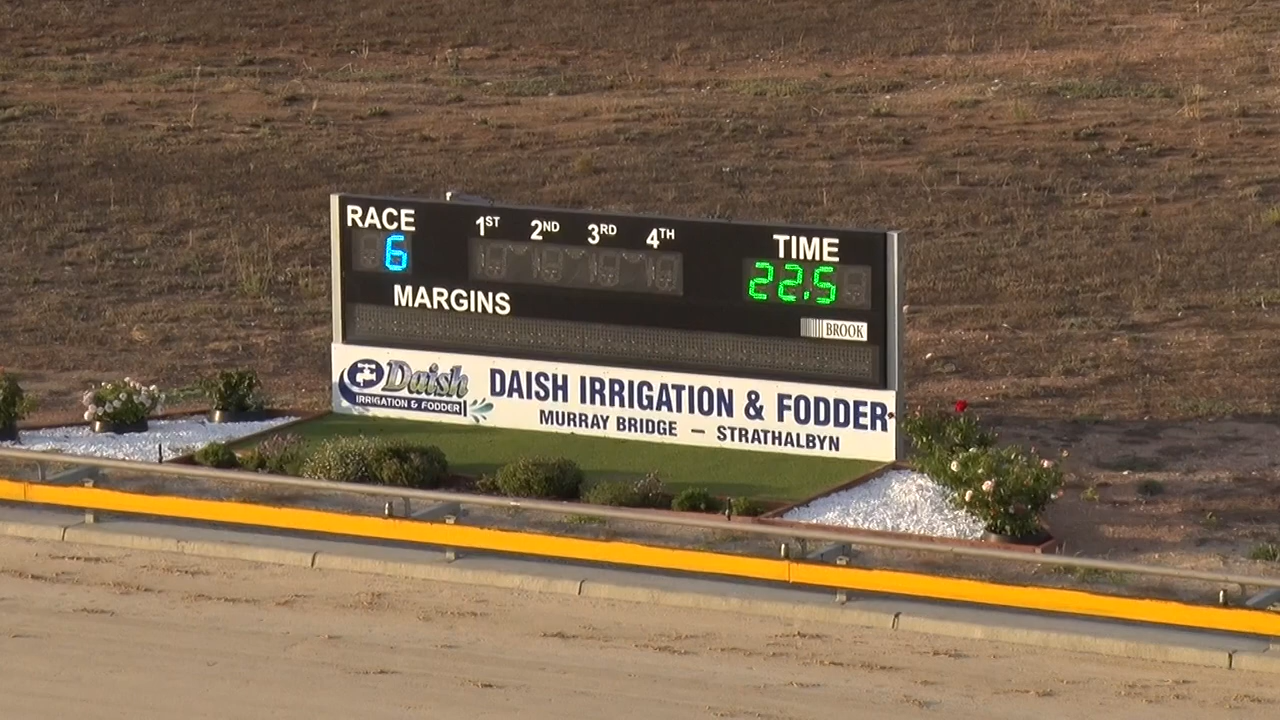 RACE 1ST 2ND 3RD 4TH TIME
6 22.5
MARGINS
BROOK
Daish
IRRIGATION & FODDER
DAISH IRRIGATION & FODDER
MURRAY BRIDGE – STRATHALBYN